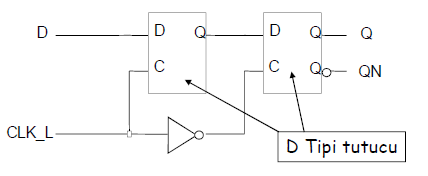 D D Q D Q Q
C C Q QN
CLK_L
D Tipi tutucu